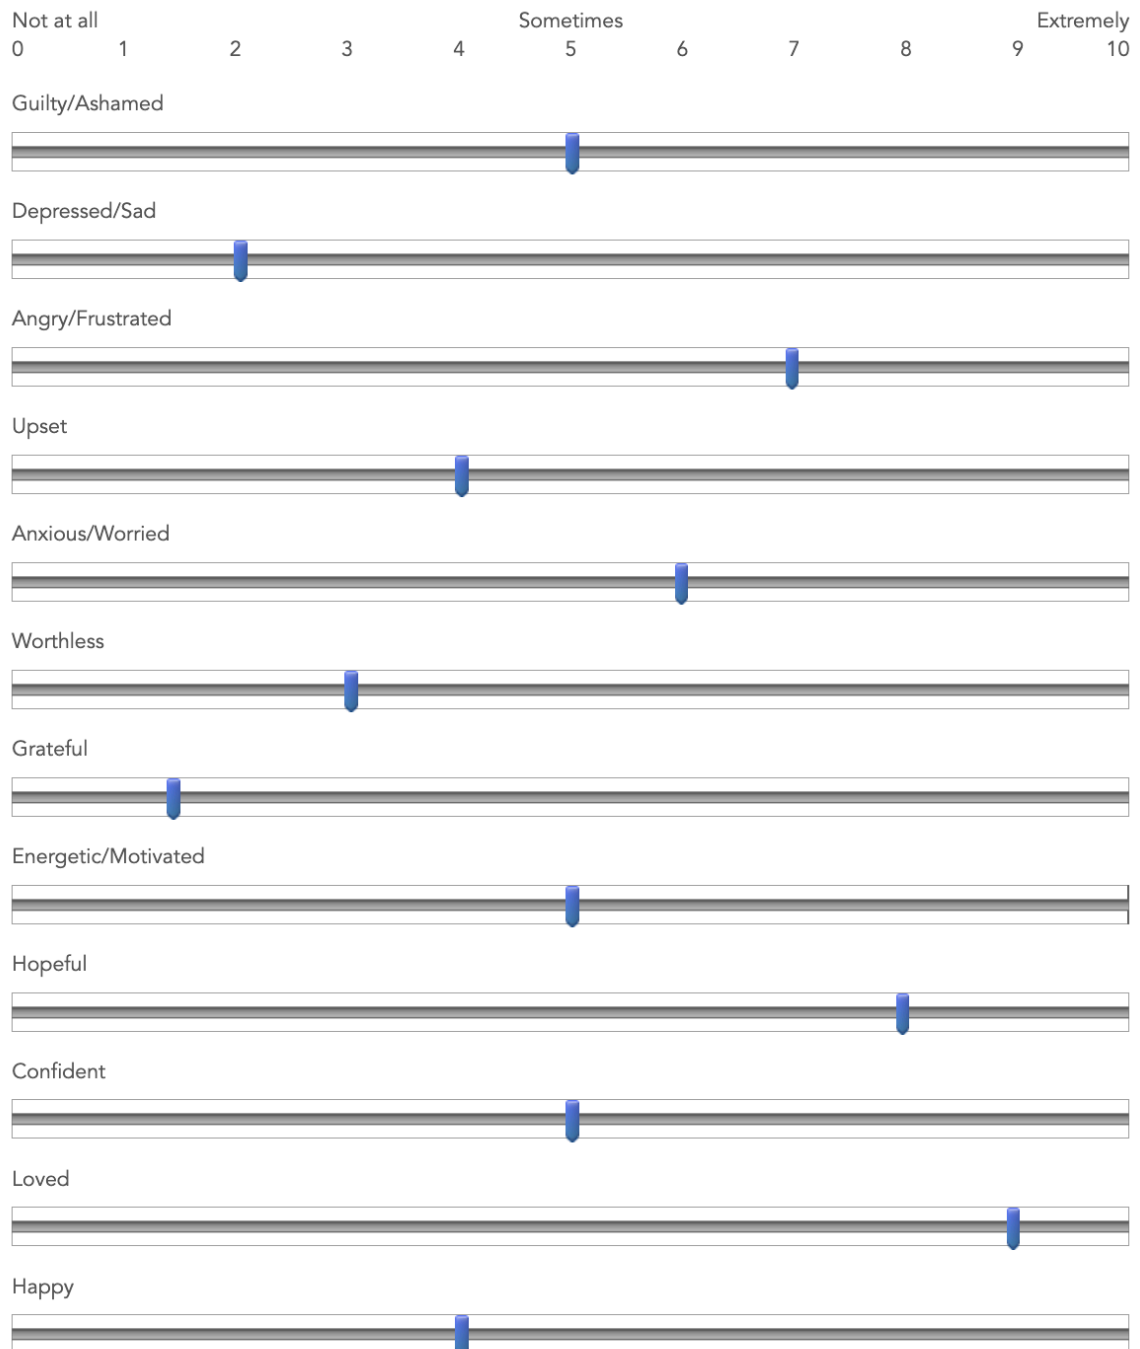 Not at all Sometimes Extremely
0 1 2 3 4 5 6 7 8 9 10
Guilty/Ashamed
Depressed/Sad
Angry/Frustrated
Upset
Anxious/Worried
Worthless
Grateful
Energetic/Motivated
Hopeful
Confident
Loved
Happy